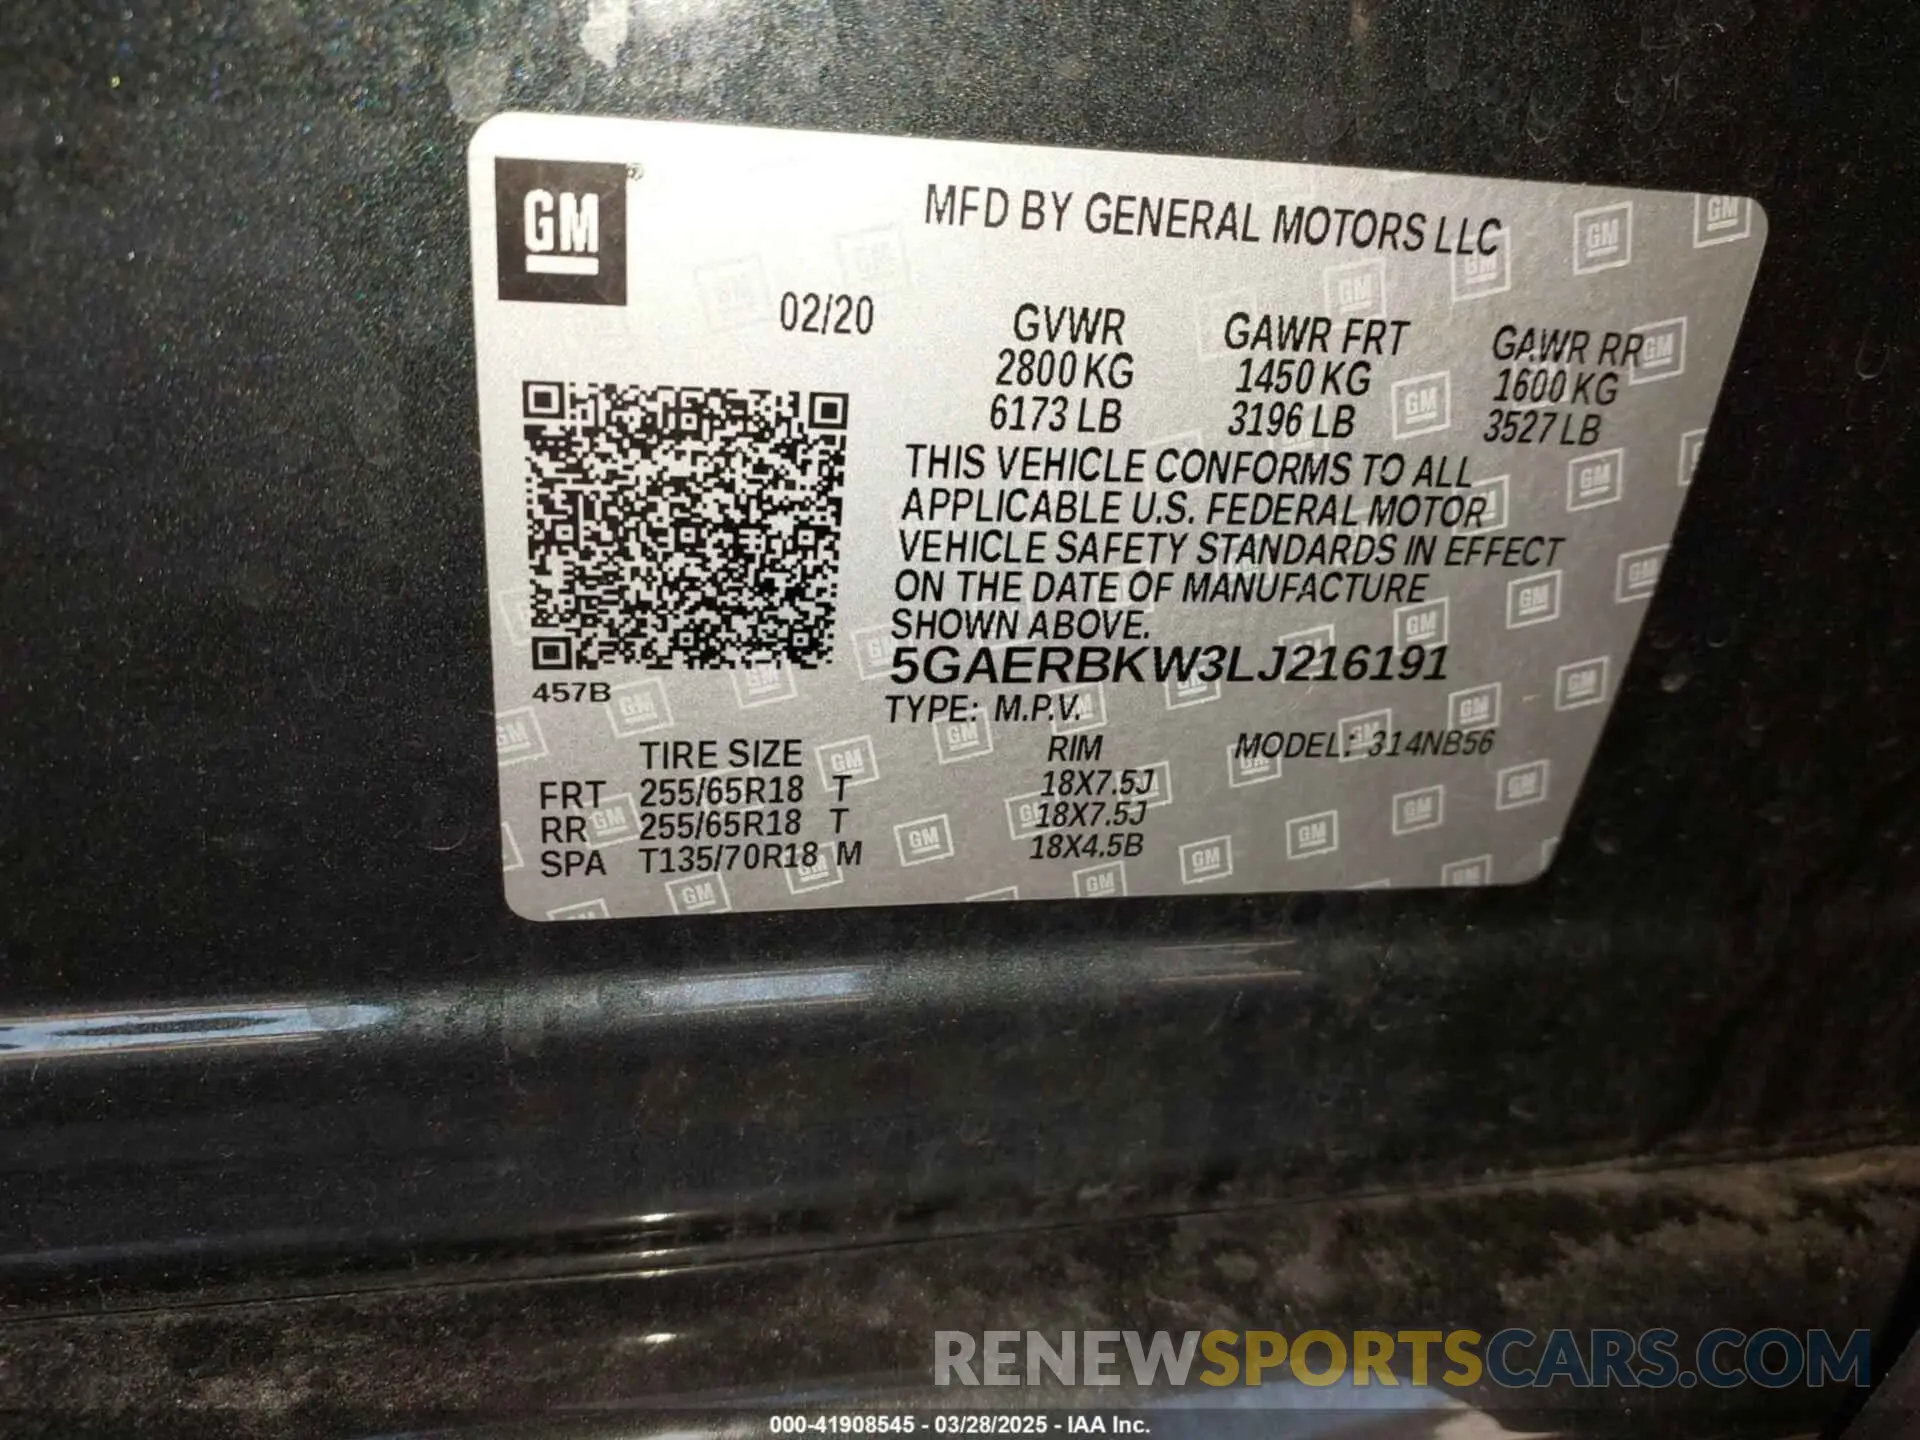 GM®
MFD BY GENERAL MOTORS LLC
02/20
GVWR GAWR FRT GAWR RR
2800 KG 1450 KG 1600 KG
6173 LB 3196 LB 3527 LB
THIS VEHICLE CONFORMS TO ALL
APPLICABLE U.S. FEDERAL MOTOR
VEHICLE SAFETY STANDARDS IN EFFECT
ON THE DATE OF MANUFACTURE
SHOWN ABOVE.
5GAERBKW3LJ216191
457B
TYPE: M.P.V.
TIRE SIZE RIM MODEL: 314NB56
FRT 255/65R18 T 18X7.5J
RR 255/65R18 T 18X7.5J
SPA T135/70R18 M 18X4.5B
RENEWSPORTSCARS.COM
000-41908545 - 03/28/2025 - IAA Inc.